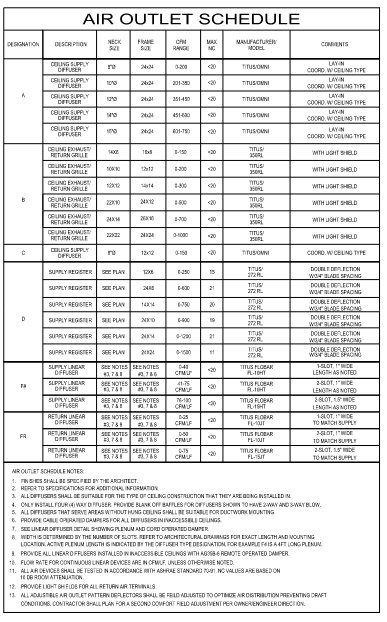 AIR OUTLET SCHEDULE
DESIGNATION DESCRIPTION NECK SIZE FRAME SIZE CFM RANGE MAX NC MANUFACTURER/ MODEL COMMENTS
A
CEILING SUPPLY DIFFUSER 8"Ø 24x24 0-200 <20 TITUS/OMNI LAY-IN COORD. W/ CEILING TYPE
CEILING SUPPLY DIFFUSER 10"Ø 24x24 201-350 <20 TITUS/OMNI LAY-IN COORD. W/ CEILING TYPE
CEILING SUPPLY DIFFUSER 12"Ø 24x24 351-450 <20 TITUS/OMNI LAY-IN COORD. W/ CEILING TYPE
CEILING SUPPLY DIFFUSER 14"Ø 24x24 451-600 <20 TITUS/OMNI LAY-IN COORD. W/ CEILING TYPE
CEILING SUPPLY DIFFUSER 24x24 601-750 <20 TITUS/OMNI LAY-IN COORD. W/ CEILING TYPE
B
CEILING EXHAUST/ RETURN GRILLE 0-150 <20 TITUS/ 350RL WITH LIGHT SHIELD
CEILING EXHAUST/ RETURN GRILLE 10X10 12x12 0-200 <20 TITUS/ 350RL WITH LIGHT SHIELD
CEILING EXHAUST/ RETURN GRILLE 12X12 14x14 0-300 <20 TITUS/ 350RL WITH LIGHT SHIELD
CEILING EXHAUST/ RETURN GRILLE 22X10 24X12 0-500 <20 TITUS/ 350RL WITH LIGHT SHIELD
CEILING EXHAUST/ RETURN GRILLE 24X14 26X16 0-700 <20 TITUS/ 350RL WITH LIGHT SHIELD
CEILING EXHAUST/ RETURN GRILLE 22X22 24X24 0-1000 <20 TITUS/ 350RL WITH LIGHT SHIELD
C CEILING SUPPLY DIFFUSER 12x12 0-150 <20 TITUS/OMNI COORD. W/ CEILING TYPE
D
SUPPLY REGISTER SEE PLAN 12X6 0-250 15 TITUS/ 272 RL DOUBLE DEFLECTION W/3/4" BLADE SPACING
SUPPLY REGISTER SEE PLAN 24X8 0-600 21 TITUS/ 272 RL DOUBLE DEFLECTION W/3/4" BLADE SPACING
SUPPLY REGISTER SEE PLAN 14X14 0-750 20 TITUS/ 272 RL DOUBLE DEFLECTION W/3/4" BLADE SPACING
SUPPLY REGISTER SEE PLAN 24X10 0-900 19 TITUS/ 272 RL DOUBLE DEFLECTION W/3/4" BLADE SPACING
SUPPLY REGISTER SEE PLAN 24X14 0-1200 21 TITUS/ 272 RL DOUBLE DEFLECTION W/3/4" BLADE SPACING
SUPPLY REGISTER SEE PLAN 24X24 0-1500 11 TITUS/ 272 RL DOUBLE DEFLECTION W/3/4" BLADE SPACING
SUPPLY LINEAR DIFFUSER SEE NOTES #3, 7 & 8 SEE NOTES #3, 7 & 8 0-40 CFM/LF <20 TITUS FLOBAR FL-10HT 1-SLOT, 1" WIDE LENGTH AS NOTED
SUPPLY LINEAR DIFFUSER SEE NOTES #3, 7 & 8 SEE NOTES #3, 7 & 8 41-75 CFM/LF <20 TITUS FLOBAR FL-10HT 2-SLOT, 1" WIDE LENGTH AS NOTED
SUPPLY LINEAR DIFFUSER SEE NOTES #3, 7 & 8 SEE NOTES #3, 7 & 8 76-100 CFM/LF <20 TITUS FLOBAR FL-15HT 2-SLOT, 1.5" WIDE LENGTH AS NOTED
FR
RETURN LINEAR DIFFUSER SEE NOTES #3, 7 & 8 SEE NOTES #3, 7 & 8 0-25 CFM/LF <20 TITUS FLOBAR FL-10JT 1-SLOT, 1" WIDE TO MATCH SUPPLY
RETURN LINEAR DIFFUSER SEE NOTES #3, 7 & 8 SEE NOTES #3, 7 & 8 0-50 CFM/LF <20 TITUS FLOBAR FL-10JT 2-SLOT, 1" WIDE TO MATCH SUPPLY
RETURN LINEAR DIFFUSER SEE NOTES #3, 7 & 8 SEE NOTES #3, 7 & 8 0-75 CFM/LF <20 TITUS FLOBAR FL-15JT 2-SLOT, 1.5" WIDE TO MATCH SUPPLY
AIR OUTLET SCHEDULE NOTES:
1. FINISHES SHALL BE SPECIFIED BY THE ARCHITECT.
2. REFER TO SPECIFICATIONS FOR ADDITIONAL INFORMATION.
3. ALL DIFFUSERS SHALL BE SUITABLE FOR THE TYPE OF CEILING CONSTRUCTION THAT THEY ARE BEING INSTALLED IN.
4. ONLY INSTALL FOUR (4) WAY DIFFUSER. PROVIDE BLANK OFF BAFFLES FOR DIFFUSERS SHOWN TO HAVE 2-WAY AND 3-WAY BLOW.
5. ALL DIFFUSERS THAT SERVE AREAS WITHOUT HUNG CEILING SHALL BE SUITABLE FOR DUCTWORK MOUNTING.
6. PROVIDE CABLE OPERATED DAMPERS FOR ALL DIFFUSERS IN INACCESSIBLE CEILINGS.
7. SEE LINEAR DIFFUSER DETAIL SHOWING PLENUM AND CORD OPERATED DAMPER.
8. WIDTH IS DETERMINED BY THE NUMBER OF SLOTS. REFER TO ARCHITECTURAL DRAWINGS FOR EXACT LENGTH AND MOUNTING
LOCATION. ACTIVE PLENUM LENGTH IS INDICATED BY THE DIFFUSER TYPE DESIGNATION, FOR EXAMPLE F4 IS A 4FT LONG PLENUM.
9. PROVIDE ALL LINEAR DIFFUSERS INSTALLED IN INACCESSIBLE CEILINGS WITH REMOTE OPERATED DAMPER.
10. FLOW RATE FOR CONTINUOUS LINEAR DEVICES ARE IN CFM/LF, UNLESS OTHERWISE NOTED.
11. ALL AIR DEVICES SHALL BE TESTED IN ACCORDANCE WITH ASHRAE STANDARD 70-91. NC VALUES ARE BASED ON
10 DB ROOM ATTENUATION.
12. PROVIDE LIGHT SHIELDS FOR ALL RETURN AIR TERMINALS.
13. ALL ADJUSTIBLE AIR OUTLET PATTERN DEFLECTORS SHALL BE FIELD ADJUSTED TO OPTIMIZE AIR DISTRIBUTION PREVENTING DRAFT
CONDITIONS. CONTRACTOR SHALL PLAN FOR A SECOND COMFORT FIELD ADJUSTMENT PER OWNER/ENGINEER DIRECTION.